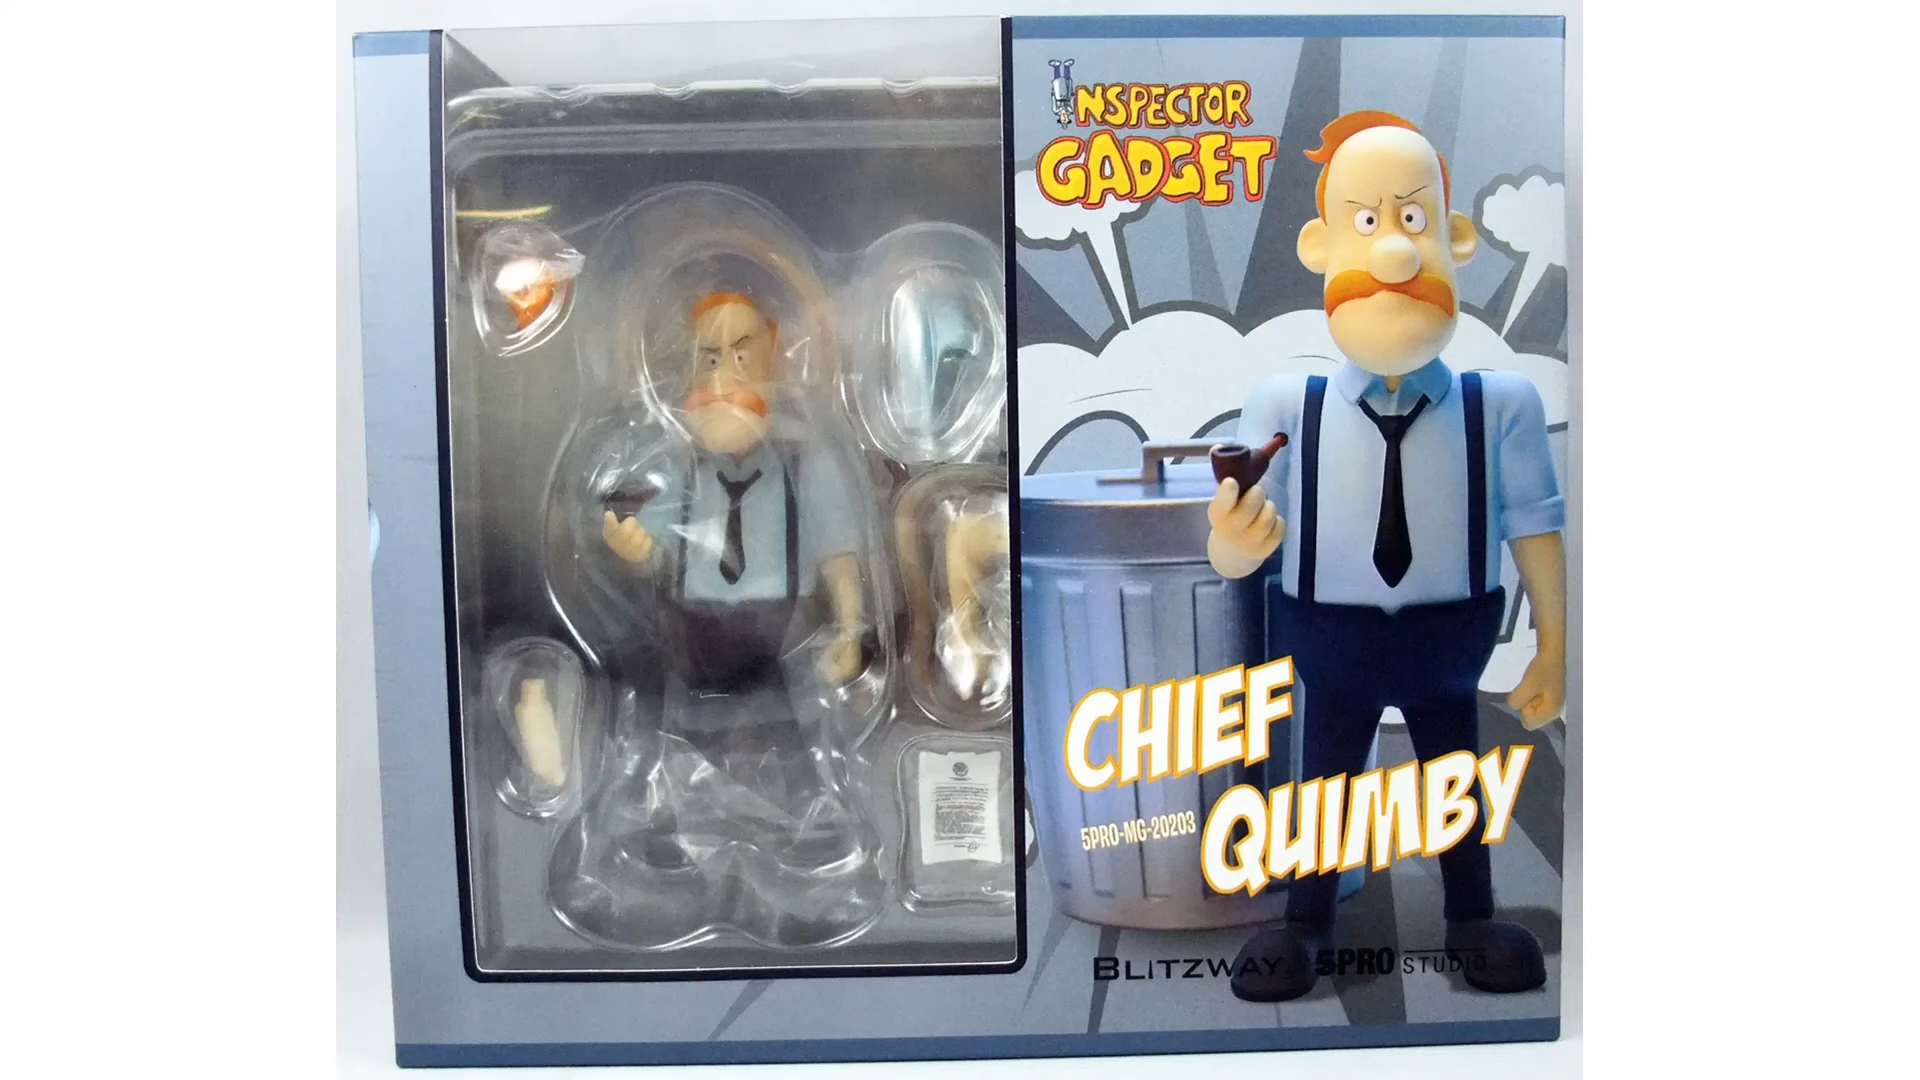 INSPECTOR
GADGET
CHIEF
5PRO-MG-20203
QUIMBY
BLITZWAY 5PRO STUDIO